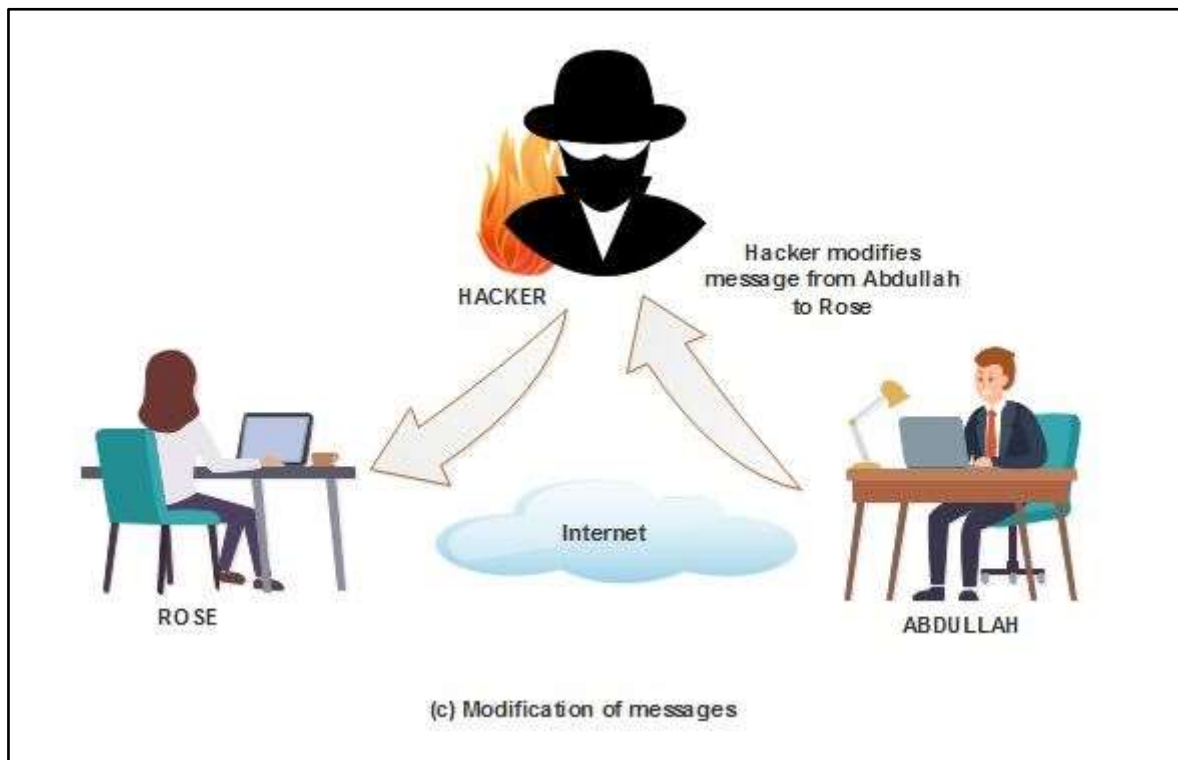 Hacker modifies
message from Abdullah
to Rose
HACKER
Internet
ROSE
ABDULLAH
(c) Modification of messages